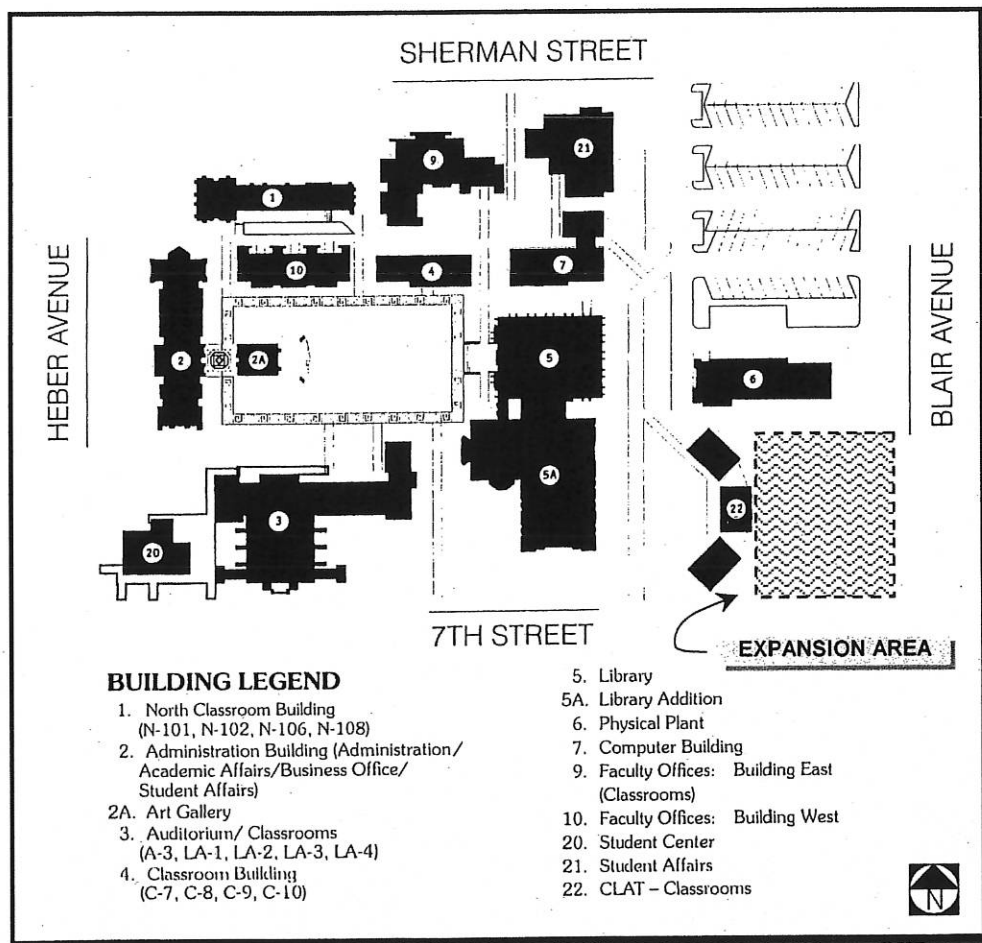 SHERMAN STREET
9
21
1
10
4
7
HEBER AVENUE
BLAIR AVENUE
2
2A
5
6
5A
22
3
20
7TH STREET
EXPANSION AREA
BUILDING LEGEND
1. North Classroom Building
(N-101, N-102, N-106, N-108)
2. Administration Building (Administration/
Academic Affairs/Business Office/
Student Affairs)
2A. Art Gallery
3. Auditorium/ Classrooms
(A-3, LA-1, LA-2, LA-3, LA-4)
4. Classroom Building
(C-7, C-8, C-9, C-10)
5. Library
5A. Library Addition
6. Physical Plant
7. Computer Building
9. Faculty Offices: Building East
(Classrooms)
10. Faculty Offices: Building West
20. Student Center
21. Student Affairs
22. CLAT – Classrooms
N